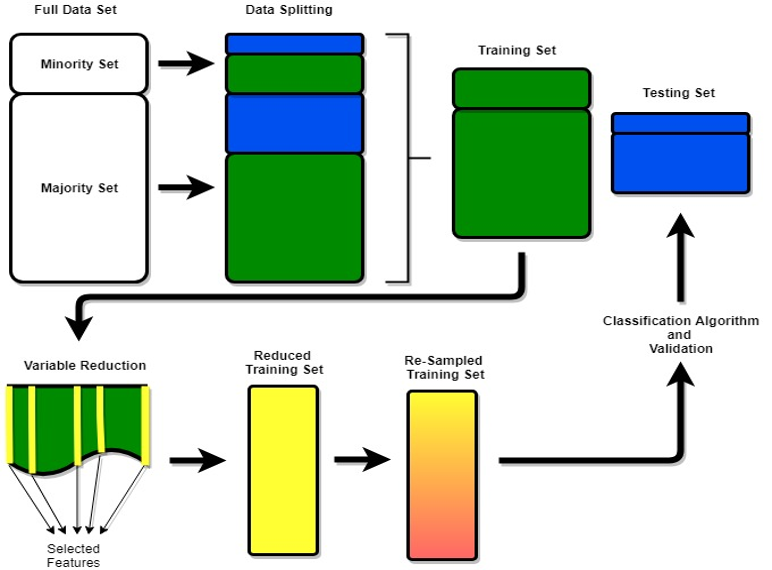 Full Data Set
Data Splitting
Training Set
Testing Set
Minority Set
Majority Set
Classification Algorithm
and
Validation
Variable Reduction
Reduced
Training Set
Re-Sampled
Training Set
Selected
Features